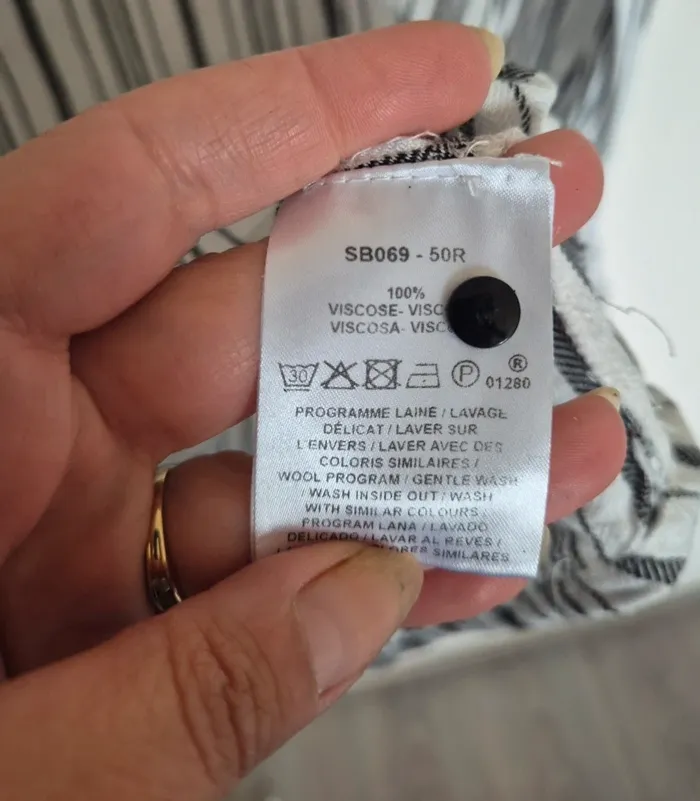 SB069 - 50R
100%
VISCOSE- VISC
VISCOSA- VISC
30 P ® 01280
PROGRAMME LAINE / LAVAGE
DÉLICAT / LAVER SUR
L'ENVERS / LAVER AVEC DES
COLORIS SIMILAIRES /
WOOL PROGRAM / GENTLE WASH
/ WASH INSIDE OUT / WASH
WITH SIMILAR COLOURS /
PROGRAM LANA / LAVADO
DELICADO / LAVAR AL REVES /
SIMILARES